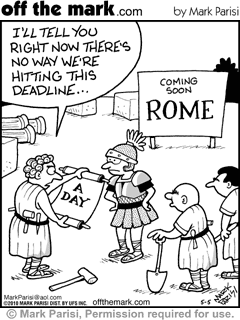 off the mark.com by Mark Parisi
I'LL TELL YOU
RIGHT NOW THERE'S
NO WAY WE'RE
HITTING THIS
DEADLINE...
COMING
SOON
ROME
A
DAY
MarkParisi@aol.com
©2018 MARK PARISI DIST. BY UFS INC. offthemark.com 5-5
© Mark Parisi, Permission required for use.